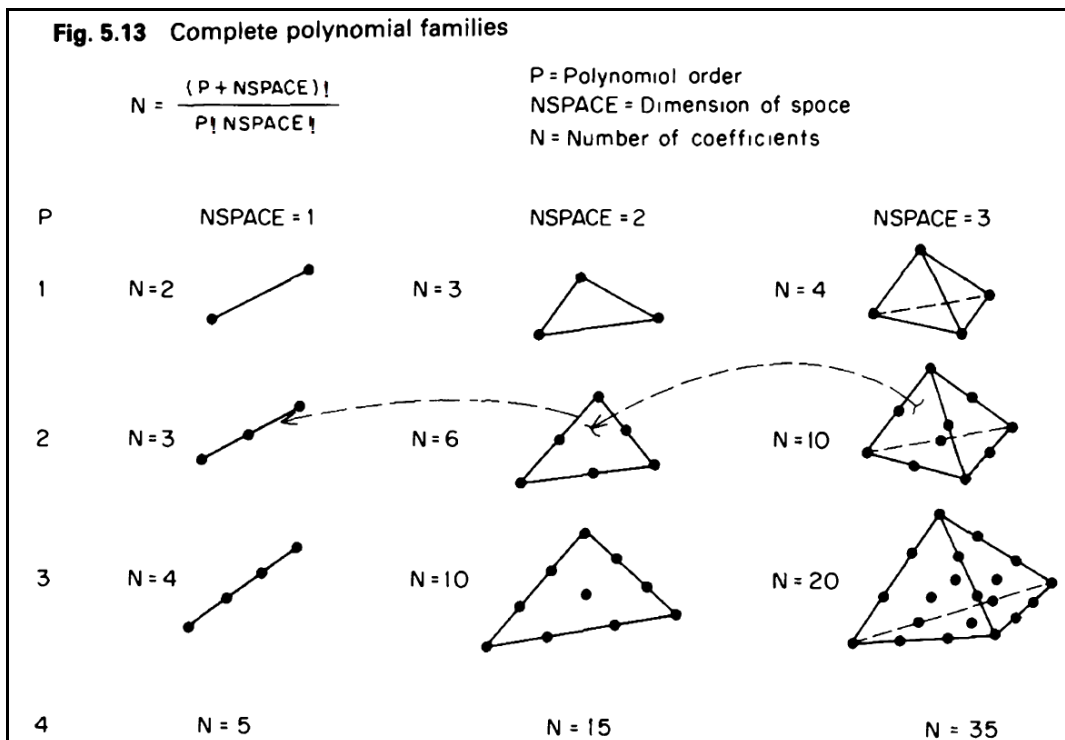 Fig. 5.13 Complete polynomial families
N = (P + NSPACE)! / P! NSPACE!
P = Polynomiol order
NSPACE = Dimension of spoce
N = Number of coefficients
P NSPACE = 1 NSPACE = 2 NSPACE = 3
1 N = 2 N = 3 N = 4
2 N = 3 N = 6 N = 10
3 N = 4 N = 10 N = 20
4 N = 5 N = 15 N = 35